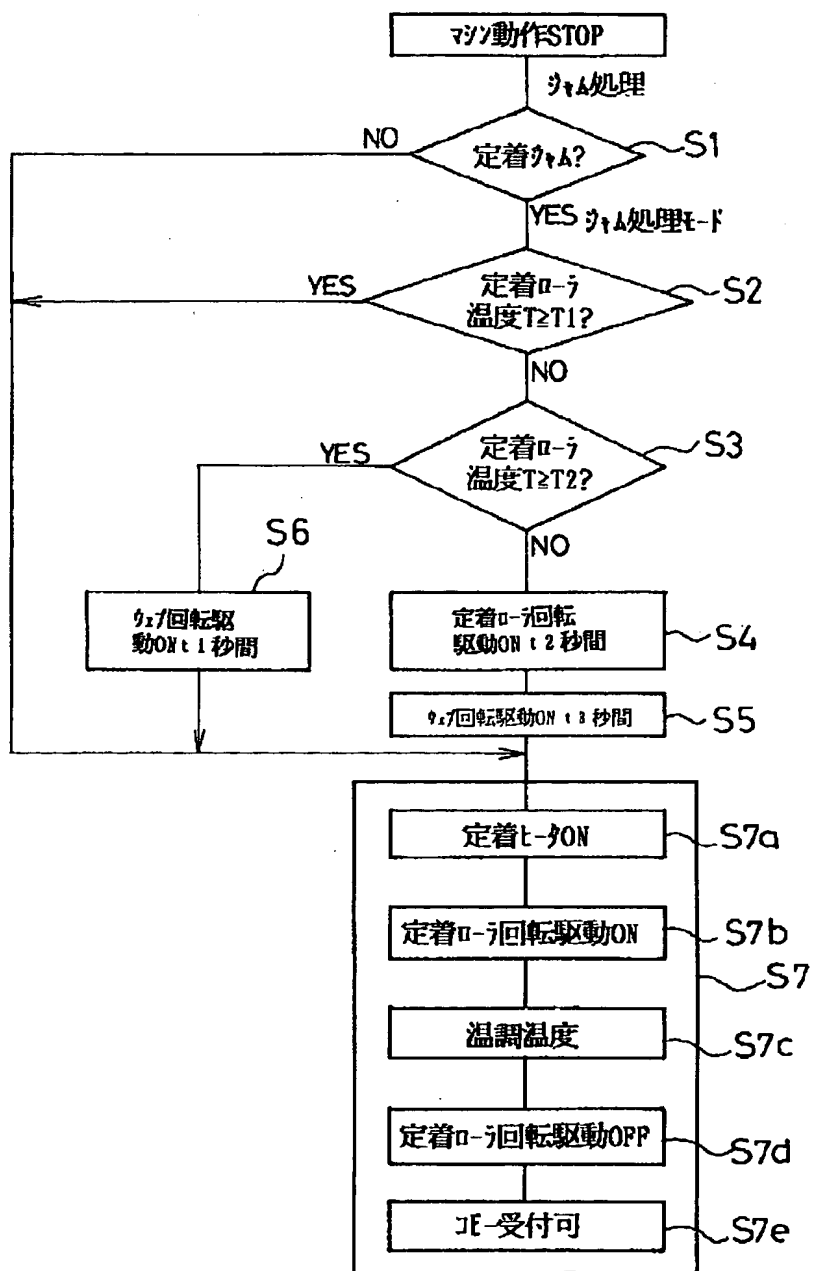 マシン動作STOP
ジャム処理
NO
定着ジャム?
S1
YES
ジャム処理モード
YES
定着ローラ
温度T≧T1?
S2
NO
YES
定着ローラ
温度T≧T2?
S3
S6
NO
ウェブ回転駆
動ONt1秒間
定着ローラ回転
駆動ONt2秒間
S4
ウェブ回転駆動ONt3秒間
S5
定着ヒータON
S7a
定着ローラ回転駆動ON
S7b
S7
温調温度
S7c
定着ローラ回転駆動OFF
S7d
コピー受付可
S7e